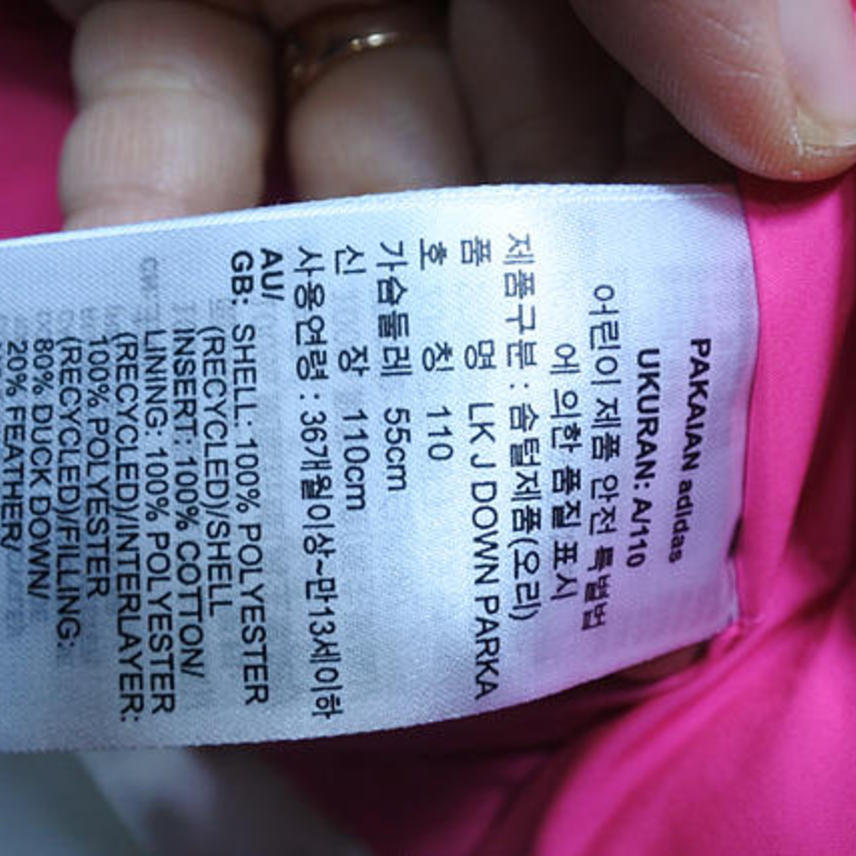 PAKAIAN adidas
UKURAN: A/110
어린이 제품 안전 특별법
에 의한 품질 표시
제품구분 : 솜털제품(오리)
품 명 LK J DOWN PARKA
호 칭 110
가슴둘레 55cm
신 장 110cm
사용연령 : 36개월이상~만13세이하
AU/
GB: SHELL: 100% POLYESTER
(RECYCLED)/SHELL
INSERT: 100% COTTON/
LINING: 100% POLYESTER
(RECYCLED)/INTERLAYER:
100% POLYESTER
(RECYCLED)/FILLING:
80% DUCK DOWN/
20% FEATHER/